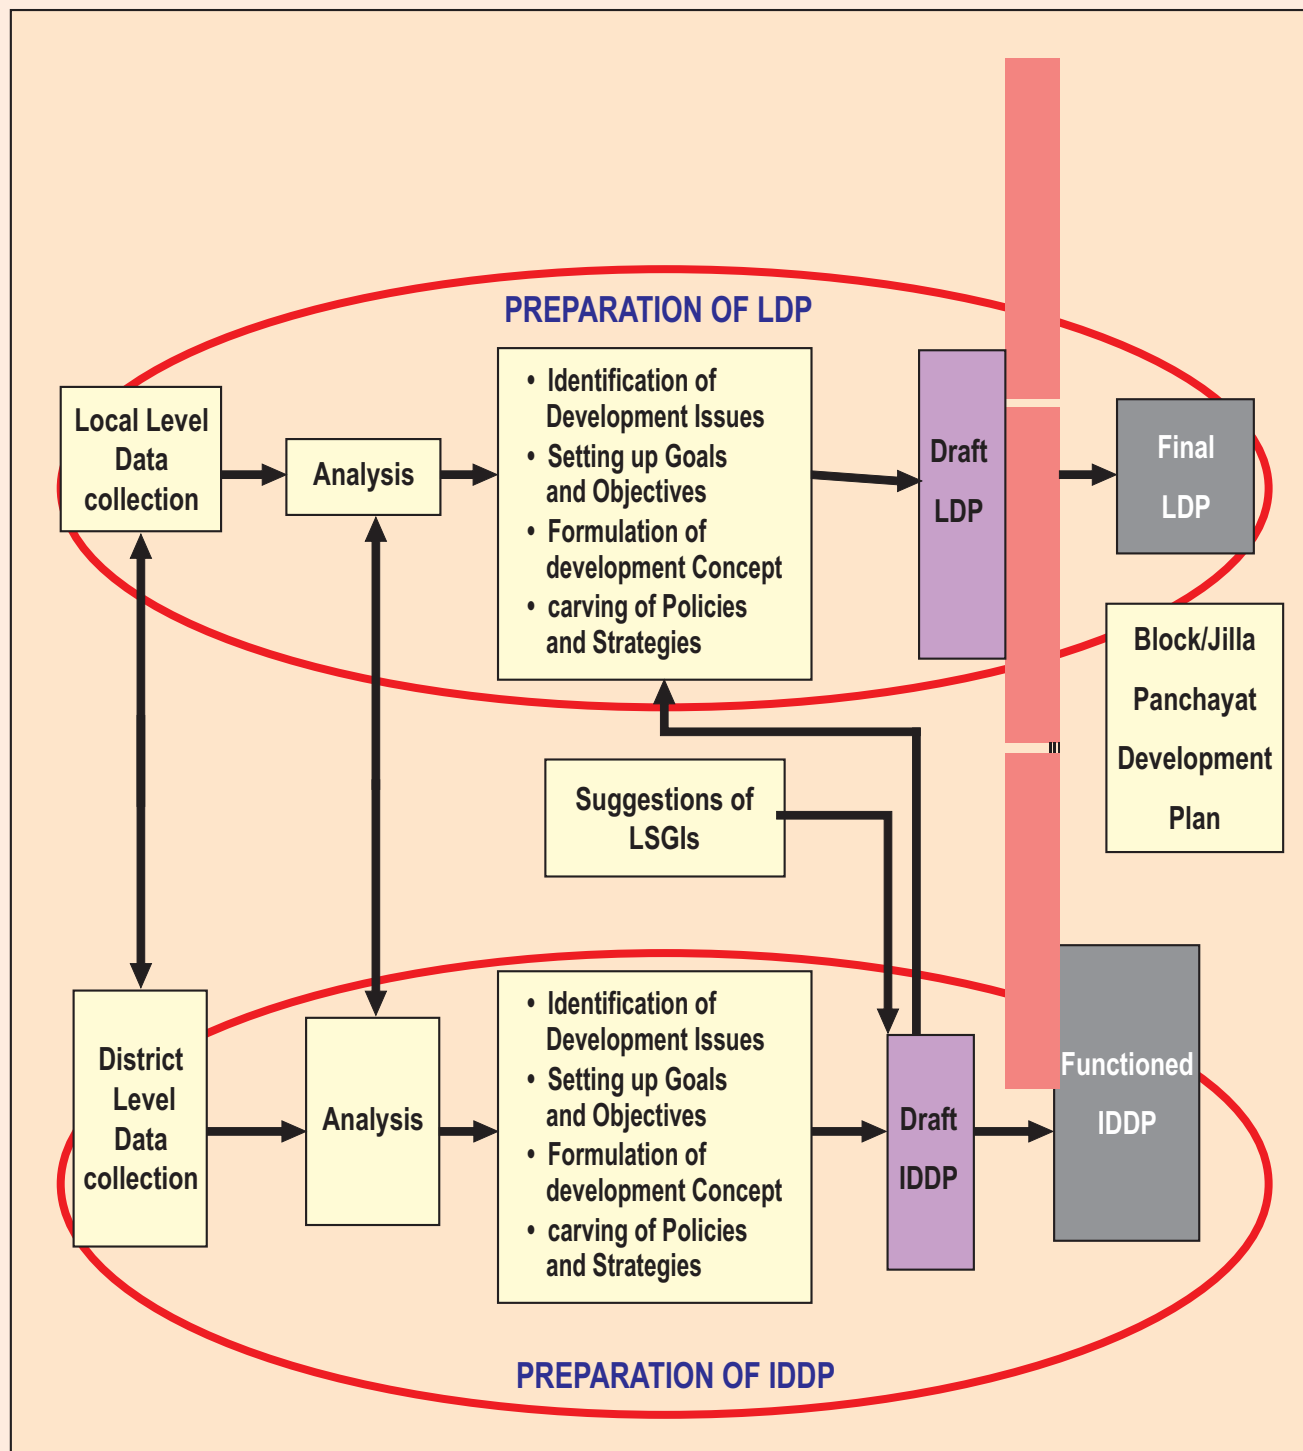 PREPARATION OF LDP
Local Level
Data
collection
Analysis
• Identification of
Development Issues
• Setting up Goals
and Objectives
• Formulation of
development Concept
• carving of Policies
and Strategies
Draft
LDP
Final
LDP
Block/Jilla
Panchayat
Development
Plan
Suggestions of
LSGIs
District
Level
Data
collection
Analysis
• Identification of
Development Issues
• Setting up Goals
and Objectives
• Formulation of
development Concept
• carving of Policies
and Strategies
Draft
IDDP
Functioned
IDDP
PREPARATION OF IDDP